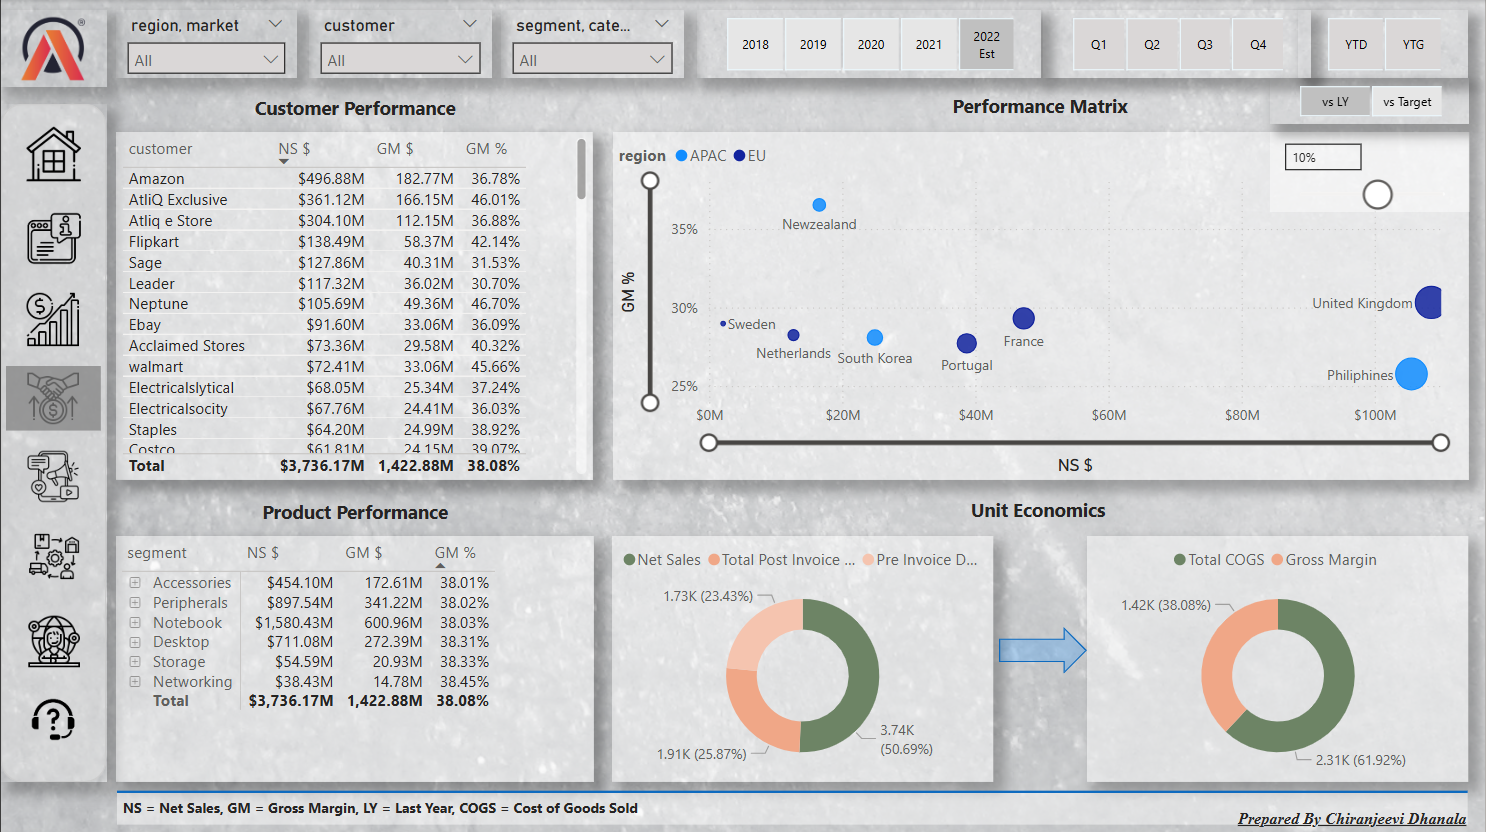 region, market
customer
segment, cate...
All
All
All
2018
2019
2020
2021
2022
Est
Q1
Q2
Q3
Q4
YTD
YTG
vs LY
vs Target
Customer Performance
customer NS $ GM $ GM %
Amazon $496.88M 182.77M 36.78%
AtliQ Exclusive $361.12M 166.15M 46.01%
Atliq e Store $304.10M 112.15M 36.88%
Flipkart $138.49M 58.37M 42.14%
Sage $127.86M 40.31M 31.53%
Leader $117.32M 36.02M 30.70%
Neptune $105.69M 49.36M 46.70%
Ebay $91.60M 33.06M 36.09%
Acclaimed Stores $73.36M 29.58M 40.32%
walmart $72.41M 33.06M 45.66%
Electricalslytical $68.05M 25.34M 37.24%
Electricalsocity $67.76M 24.41M 36.03%
Staples $64.20M 24.99M 38.92%
Costco $61.81M 24.15M 39.07%
Total $3,736.17M 1,422.88M 38.08%
Performance Matrix
region APAC EU
10%
35%
30%
25%
GM %
Newzealand
United Kingdom
Sweden
Netherlands
South Korea
Portugal
France
Philiphines
$0M $20M $40M $60M $80M $100M
NS $
Product Performance
segment NS $ GM $ GM %
Accessories $454.10M 172.61M 38.01%
Peripherals $897.54M 341.22M 38.02%
Notebook $1,580.43M 600.96M 38.03%
Desktop $711.08M 272.39M 38.31%
Storage $54.59M 20.93M 38.33%
Networking $38.43M 14.78M 38.45%
Total $3,736.17M 1,422.88M 38.08%
Unit Economics
Net Sales Total Post Invoice ... Pre Invoice D...
1.73K (23.43%)
1.91K (25.87%)
3.74K
(50.69%)
Total COGS Gross Margin
1.42K (38.08%)
2.31K (61.92%)
NS = Net Sales, GM = Gross Margin, LY = Last Year, COGS = Cost of Goods Sold
Prepared By Chiranjeevi Dhanala